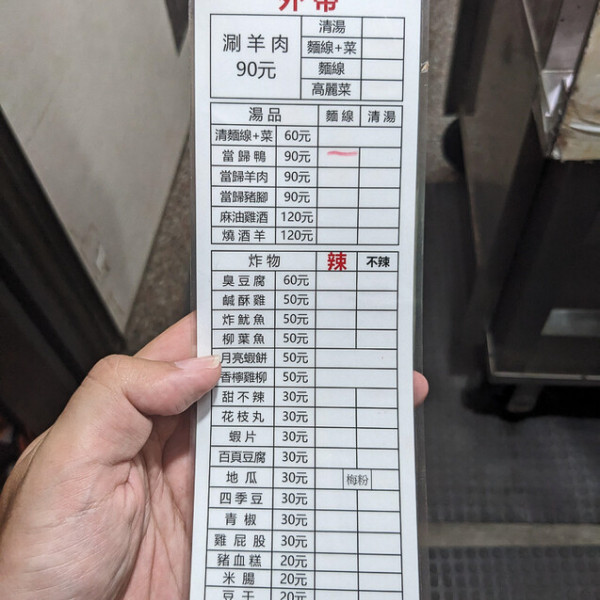 外帶
涮羊肉 90元
清湯
麵線+菜
麵線
高麗菜
湯品 麵線 清湯
清麵線+菜 60元
當歸鴨 90元
當歸羊肉 90元
當歸豬腳 90元
麻油雞酒 120元
燒酒羊 120元
炸物 辣 不辣
臭豆腐 60元
鹹酥雞 50元
炸魷魚 50元
柳葉魚 50元
月亮蝦餅 50元
香檸雞柳 50元
甜不辣 30元
花枝丸 30元
蝦片 30元
百頁豆腐 30元
地瓜 30元 梅粉
四季豆 30元
青椒 30元
雞屁股 30元
豬血糕 20元
米腸 20元
豆干 20元